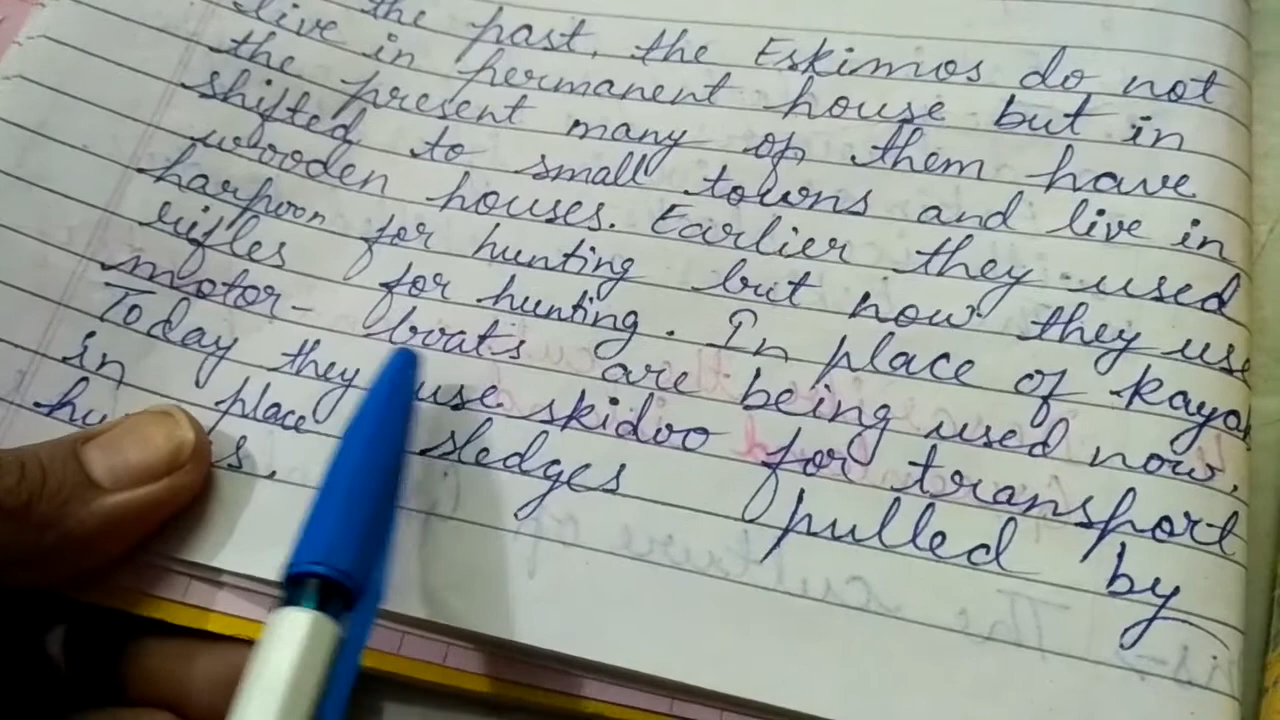 the past, the Eskimos do not
live in permanent house but in
the present many of them have
shifted to small towns and live in
wooden houses. Earlier they used
harpoon for hunting but now they use
rifles for hunting. In place of kayak
motor- boats are being used now.
Today they use skidoo for transport
in place sledges pulled by